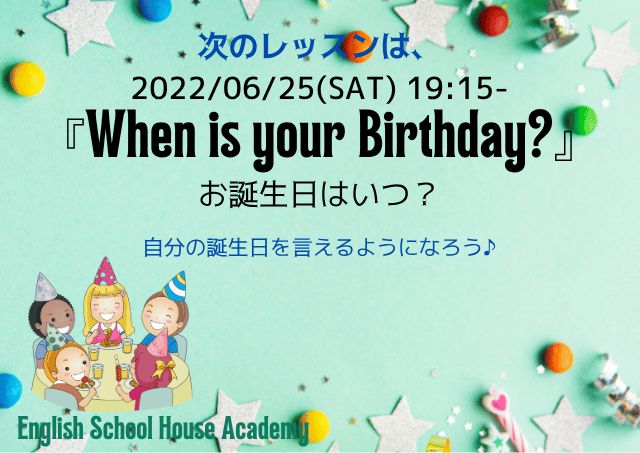 次のレッスンは、
2022/06/25(SAT) 19:15-
『When is your Birthday?』
お誕生日はいつ？
自分の誕生日を言えるようになろう♪
English School House Academy